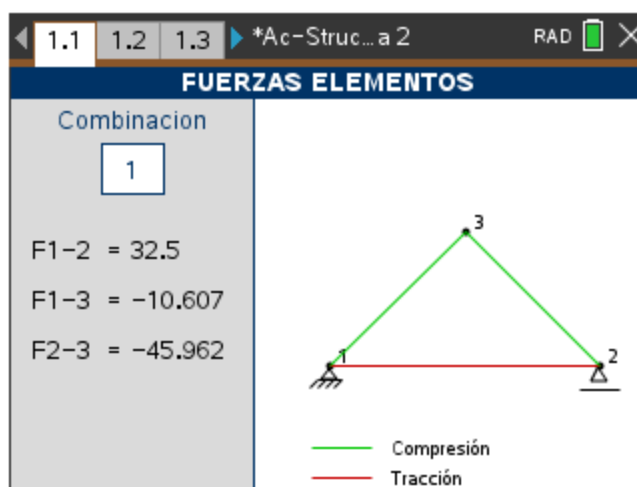 1.1 1.2 1.3 *Ac-Struc...a 2 RAD
FUERZAS ELEMENTOS
Combinacion
1
F1-2 = 32.5
F1-3 = -10.607
F2-3 = -45.962
3
1
2
Compresión
Tracción